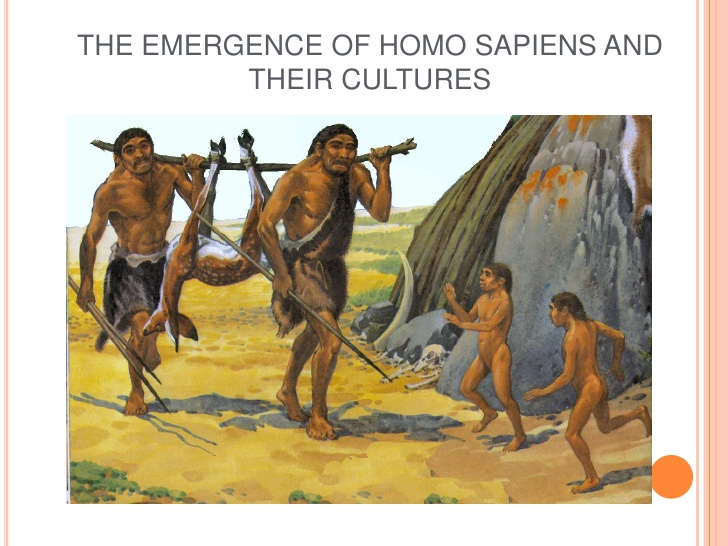 THE EMERGENCE OF HOMO SAPIENS AND
THEIR CULTURES